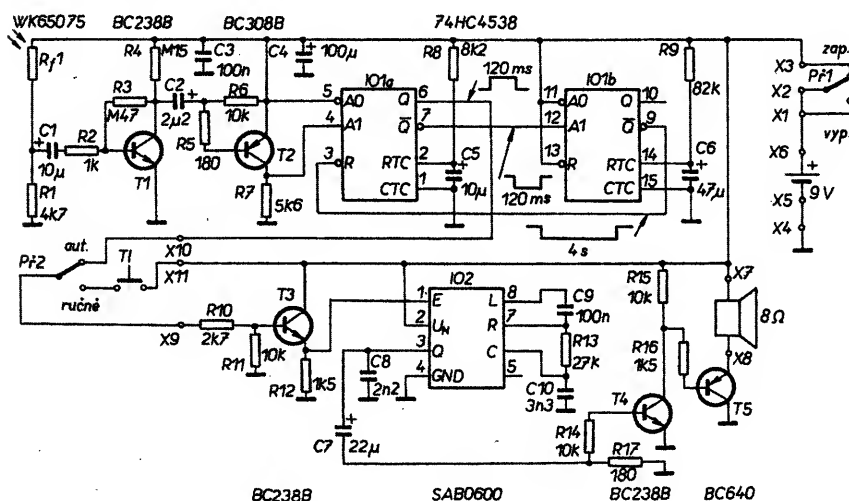 WK65075 BC238B BC308B 74HC4538
Rf1
R4 M15
C3 100n
C4 100µ
R8 8k2
R9 82k
R3 M47
C2 2µ2
R6 10k
R5 180
T2
C1 10µ
R2 1k
T1
R1 4k7
R7 5k6
IO1a
5 A0 Q 6
4 A1 Q 7
3 R RTC 2
CTC 1
C5 10µ
120 ms
120 ms
4 s
IO1b
11 A0 Q 10
12 A1 Q 9
13 R RTC 14
CTC 15
C6 47µ
X3 zap.
X2 Př1
X1 vyp.
X6
9 V
X5
X4
aut.
Př2
Tl
ručně
X10
X11
X9
R10 2k7
R11 10k
T3
R12 1k5
IO2
1 E L 8
2 UN R 7
3 Q C
4 GND 5
C8 2n2
C7 22µ
C9 100n
R13 27k
C10 3n3
R14 10k
R15 10k
R16 1k5
R17 180
T4
T5
X7
8 Ω
X8
BC238B SAB0600 BC238B BC640